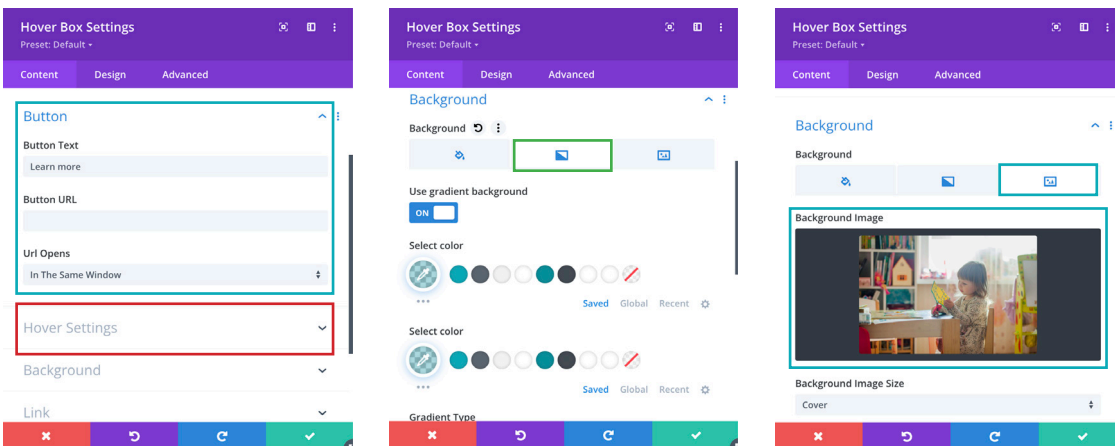 Hover Box Settings
Preset: Default
Content Design Advanced
Button
Button Text
Learn more
Button URL
Url Opens
In The Same Window
Hover Settings
Background
Link
Hover Box Settings
Preset: Default
Content Design Advanced
Background
Background
Use gradient background
ON
Select color
Saved Global Recent
Select color
Saved Global Recent
Gradient Type
Hover Box Settings
Preset: Default
Content Design Advanced
Background
Background
Background Image
Background Image Size
Cover